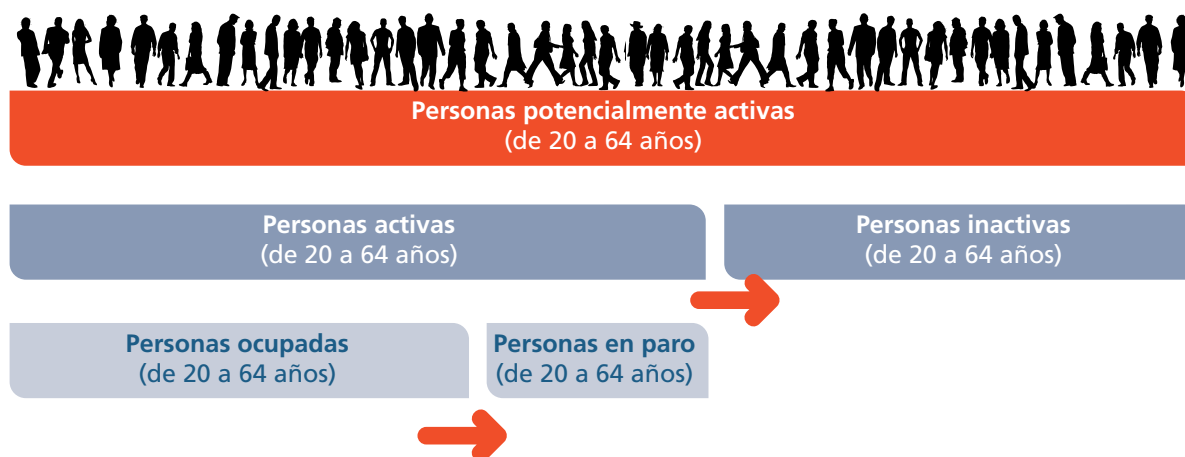 Personas potencialmente activas
(de 20 a 64 años)
Personas activas
(de 20 a 64 años)
Personas inactivas
(de 20 a 64 años)
Personas ocupadas
(de 20 a 64 años)
Personas en paro
(de 20 a 64 años)